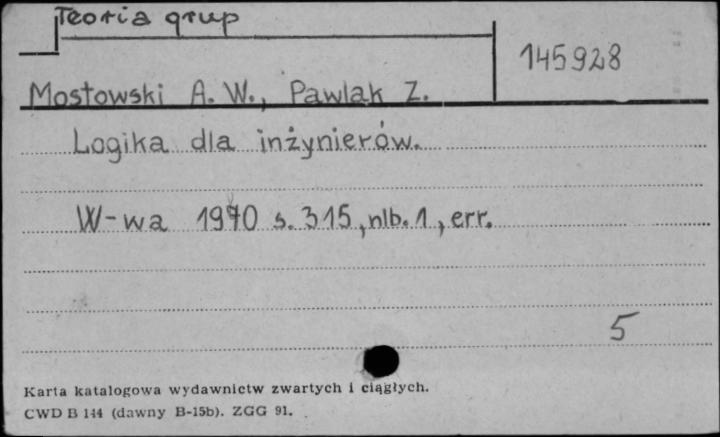 Teoria grup
145928
Mostowski A. W., Pawlak Z.
Logika dla inżynierów.
W-wa 1970 s. 315, nlb. 1, err.
5
Karta katalogowa wydawnictw zwartych i ciągłych.
CWD B 144 (dawny B-15b). ZGG 91.